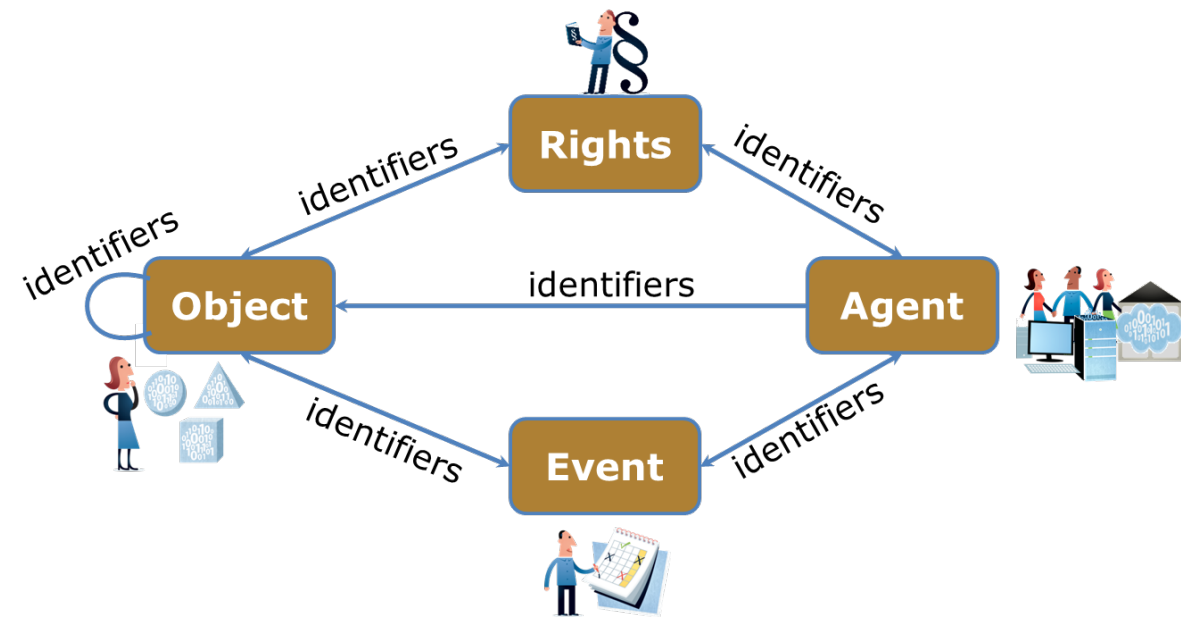 §
§
Rights
identifiers
identifiers
identifiers
Object
identifiers
Agent
identifiers
identifiers
Event